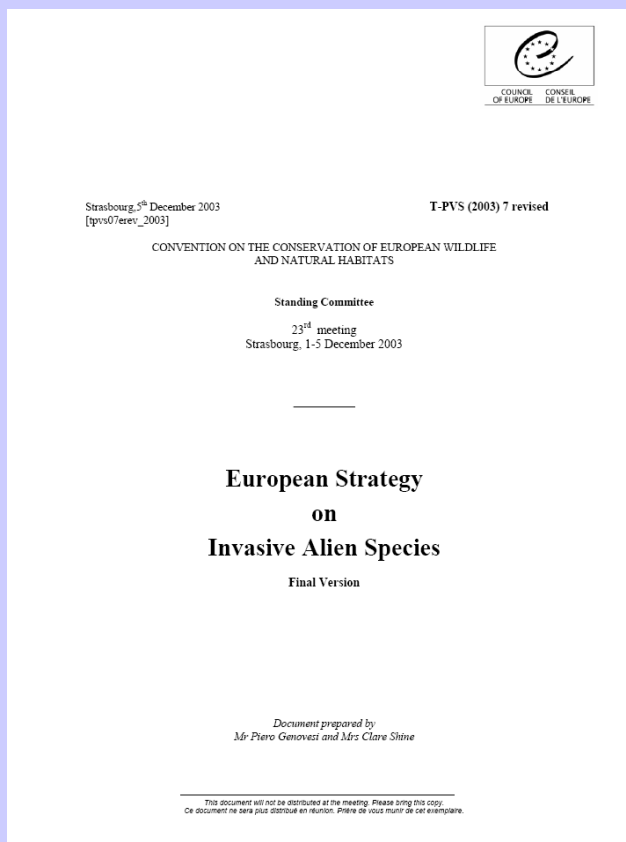 COUNCIL CONSEIL
OF EUROPE DE L'EUROPE
Strasbourg,5th December 2003 T-PVS (2003) 7 revised
[tpvs07erev_2003]
CONVENTION ON THE CONSERVATION OF EUROPEAN WILDLIFE
AND NATURAL HABITATS
Standing Committee
23rd meeting
Strasbourg, 1-5 December 2003
European Strategy
on
Invasive Alien Species
Final Version
Document prepared by
Mr Piero Genovesi and Mrs Clare Shine
This document will not be distributed at the meeting. Please bring this copy.
Ce document ne sera plus distribué en réunion. Prière de vous munir de cet exemplaire.